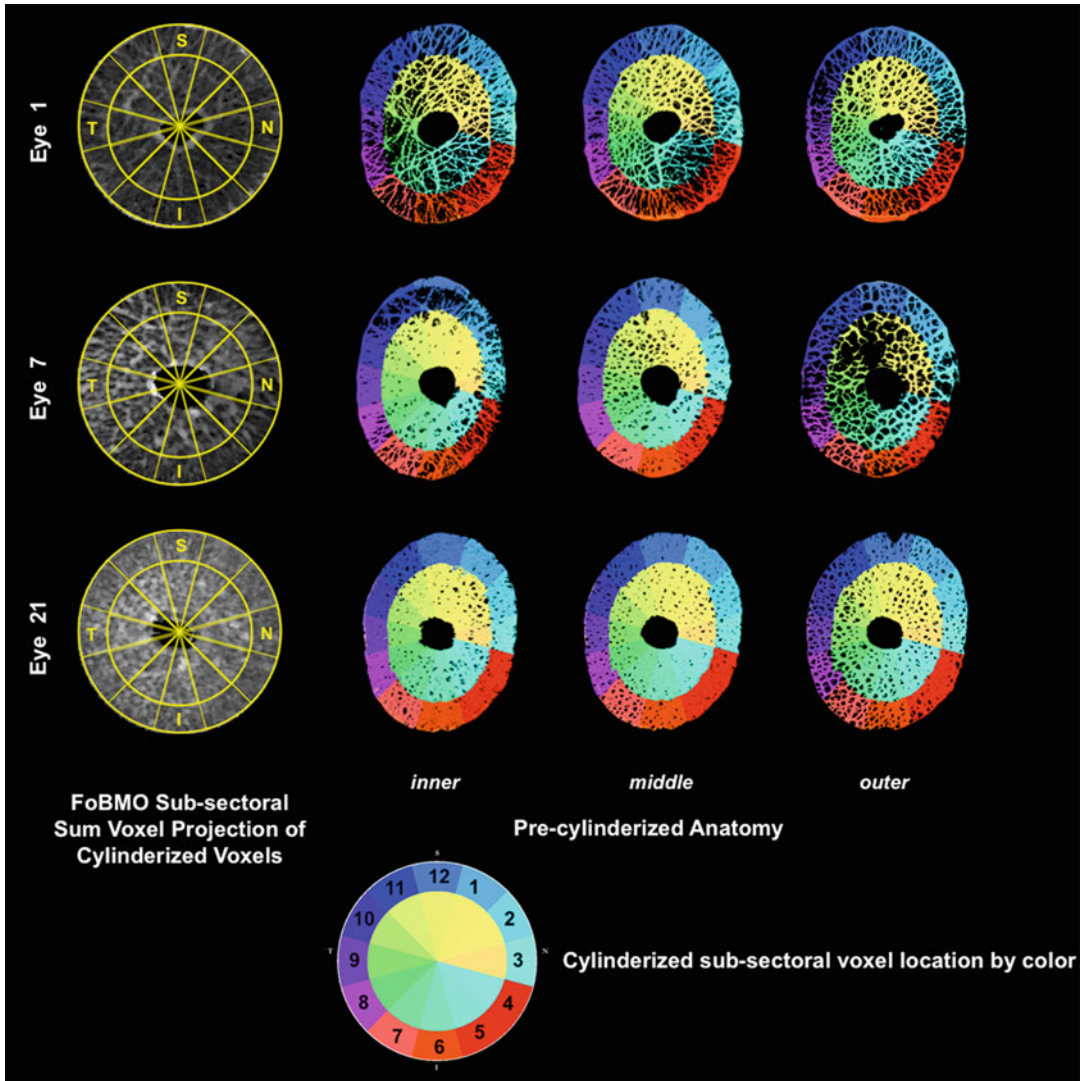 Eye 1
S
T
N
I
Eye 7
S
T
N
I
Eye 21
S
T
N
I
inner
middle
outer
FoBMO Sub-sectoral
Sum Voxel Projection of
Cylinderized Voxels
Pre-cylinderized Anatomy
S
12
11
1
10
2
T
N
9
3
8
4
7
5
6
I
Cylinderized sub-sectoral voxel location by color